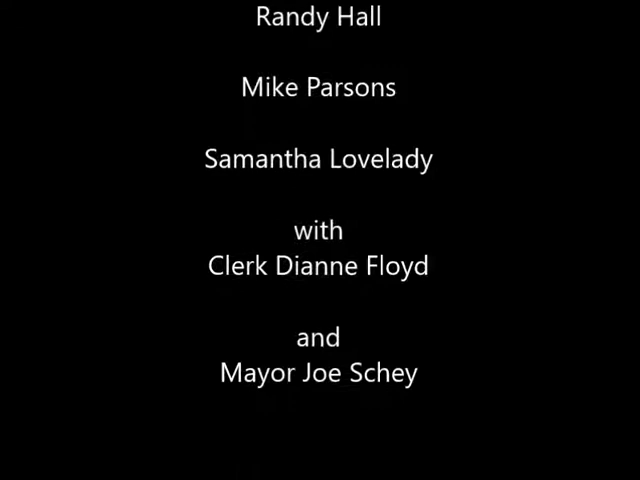 Randy Hall
Mike Parsons
Samantha Lovelady
with
Clerk Dianne Floyd
and
Mayor Joe Schey